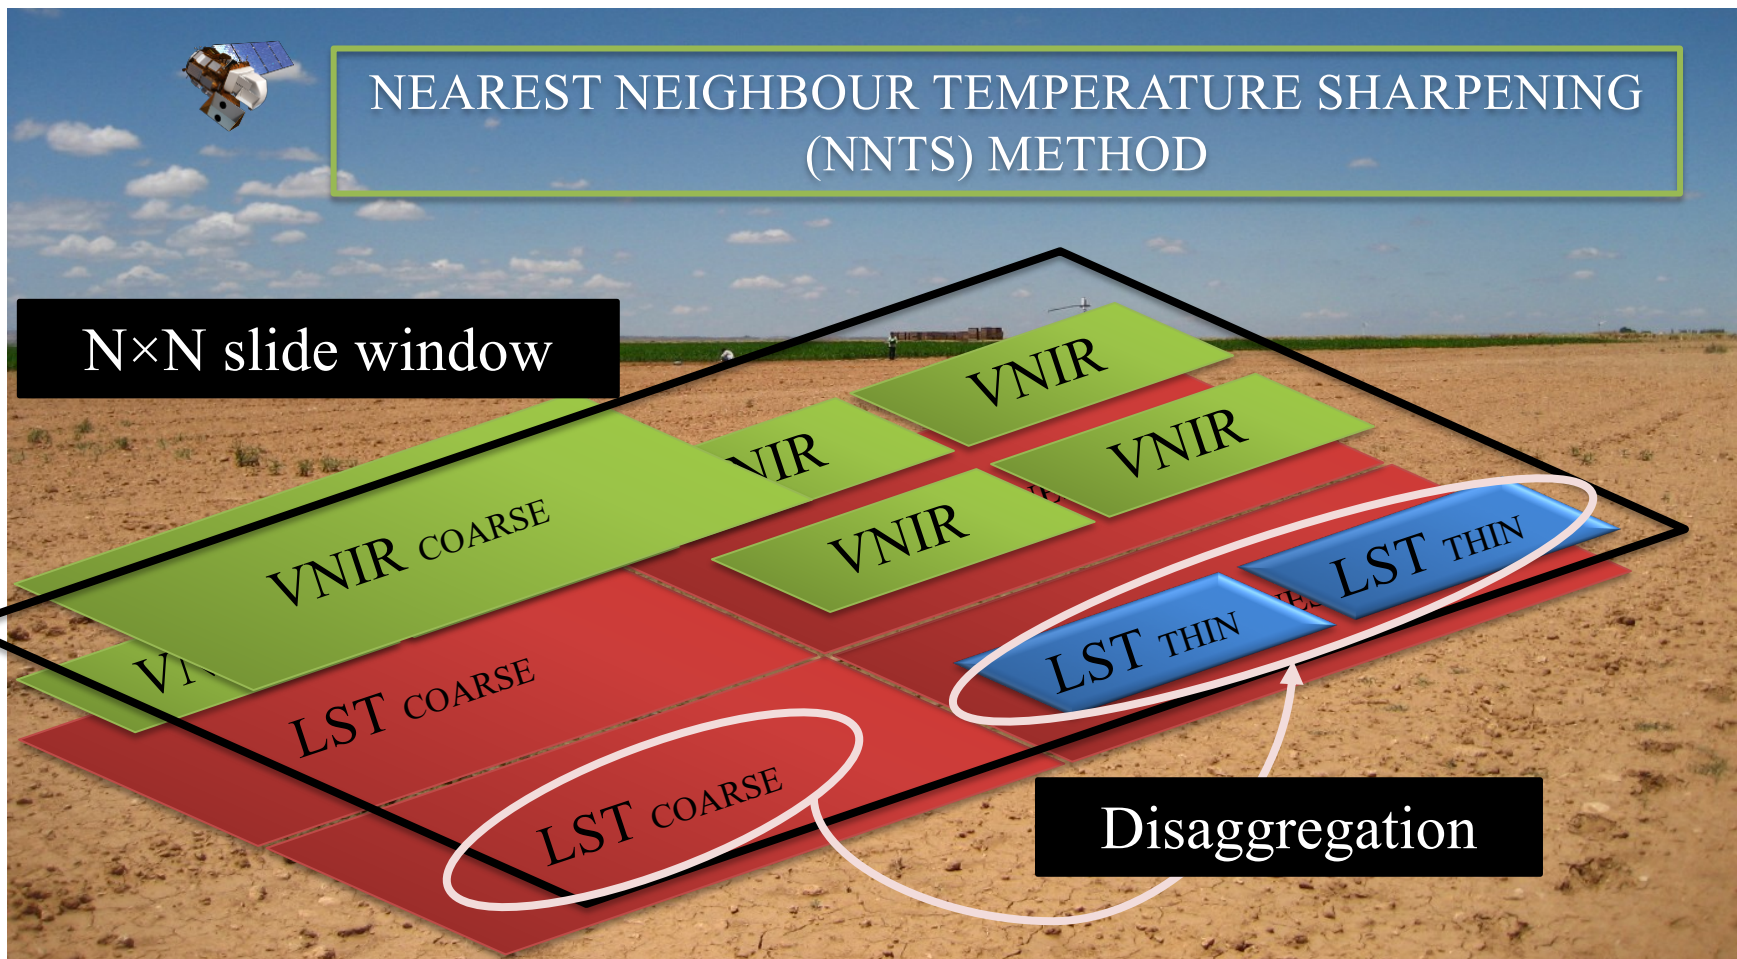 NEAREST NEIGHBOUR TEMPERATURE SHARPENING
(NNTS) METHOD
N×N slide window
VNIR
VNIR
NIR
VNIR
VNIR COARSE
LST THIN
LST THIN
LST COARSE
LST COARSE
Disaggregation